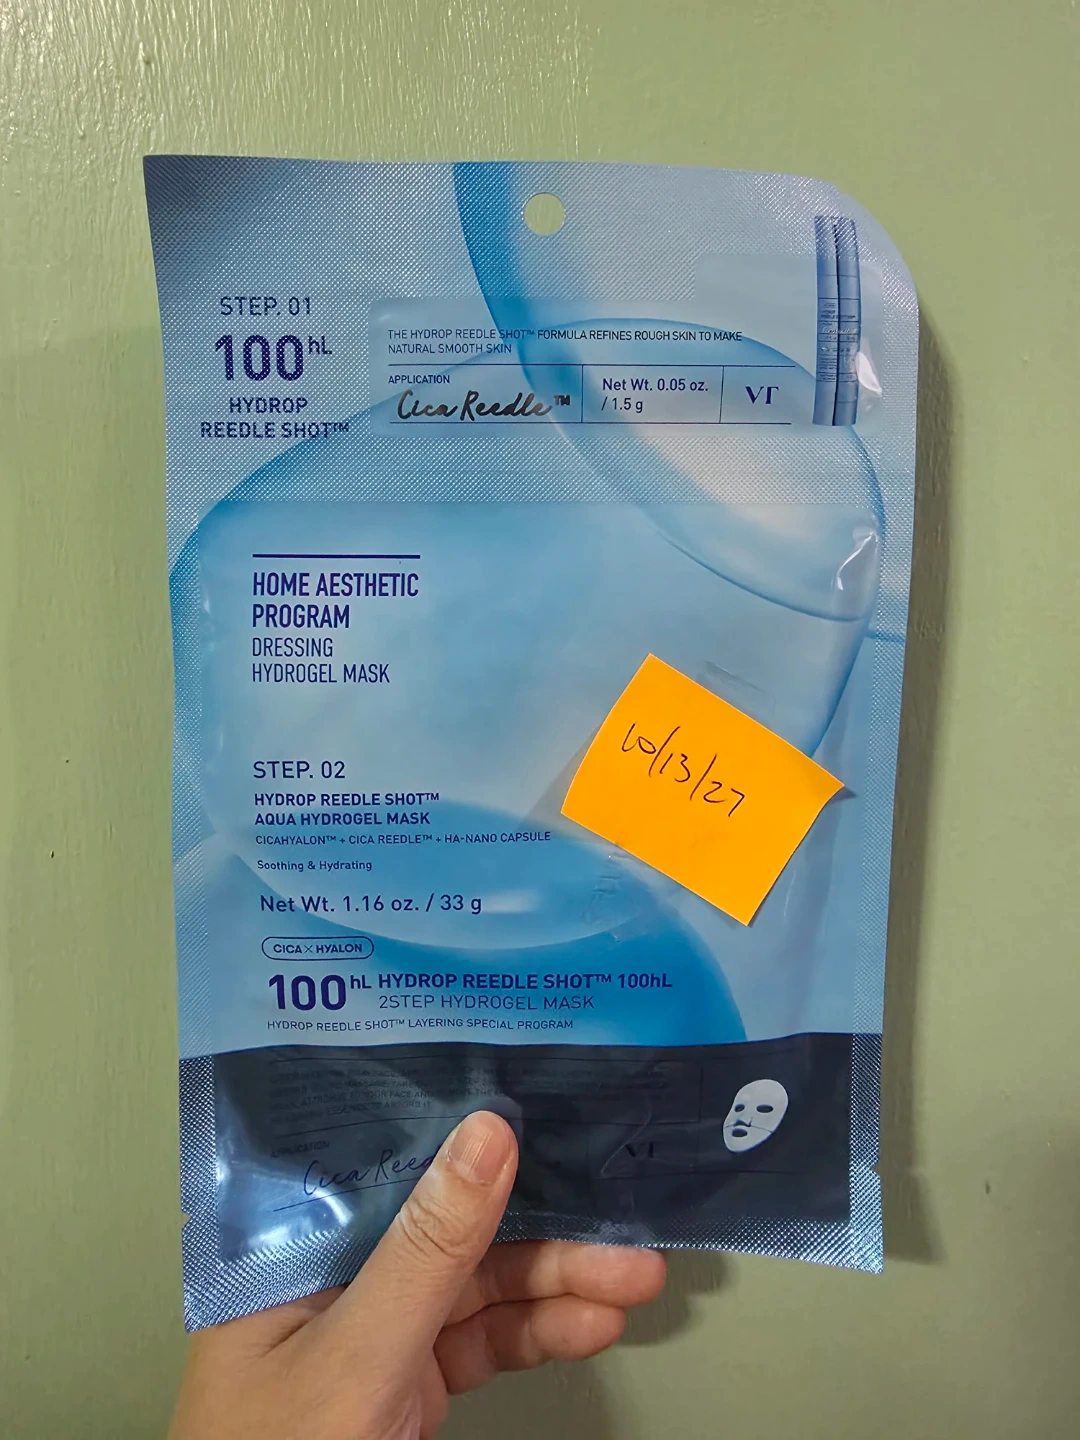 STEP. 01
100hL
HYDROP
REEDLE SHOT™
THE HYDROP REEDLE SHOT™ FORMULA REFINES ROUGH SKIN TO MAKE
NATURAL SMOOTH SKIN
APPLICATION
Cica Reedle™
Net Wt. 0.05 oz.
/ 1.5 g
VT
HOME AESTHETIC
PROGRAM
DRESSING
HYDROGEL MASK
10/13/27
STEP. 02
HYDROP REEDLE SHOT™
AQUA HYDROGEL MASK
CICAHYALON™ + CICA REEDLE™ + HA-NANO CAPSULE
Soothing & Hydrating
Net Wt. 1.16 oz. / 33 g
CICA×HYALON
100hL HYDROP REEDLE SHOT™ 100hL
2STEP HYDROGEL MASK
HYDROP REEDLE SHOT™ LAYERING SPECIAL PROGRAM
APPLICATION
Cica
VT